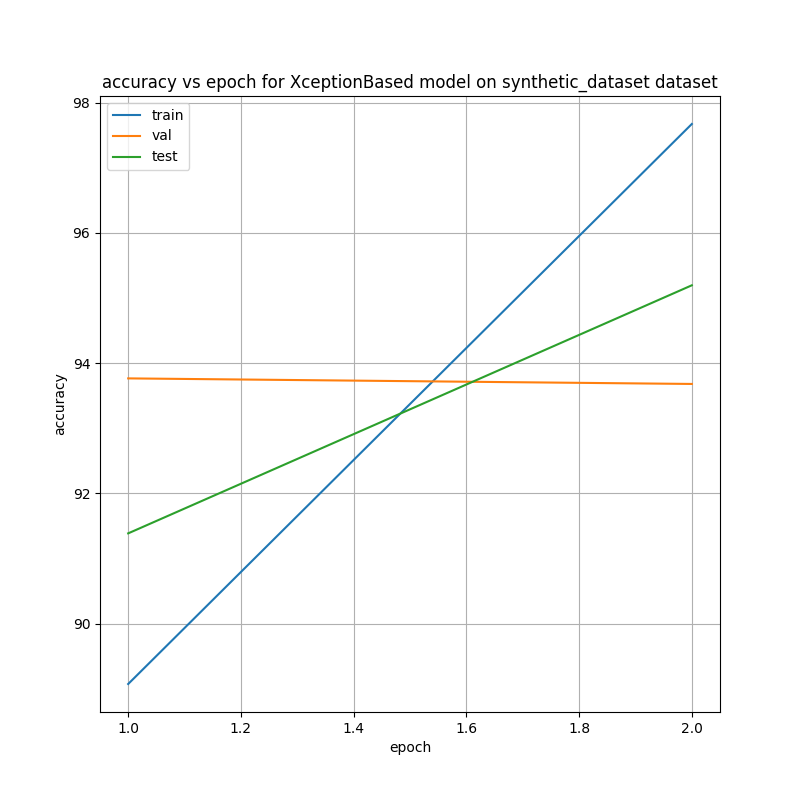 accuracy vs epoch for XceptionBased model on synthetic_dataset dataset
train
val
test
98
96
94
92
90
accuracy
1.0 1.2 1.4 1.6 1.8 2.0
epoch